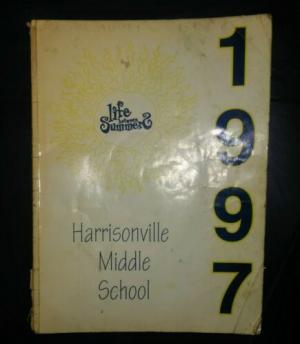 life
between
Summers
Harrisonville
Middle
School
1997